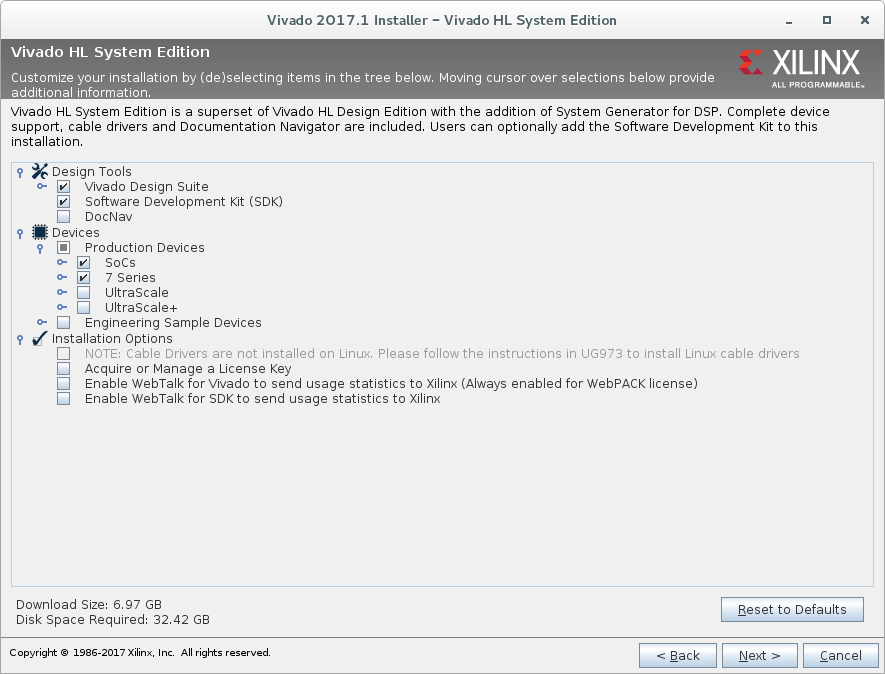 Vivado 2017.1 Installer - Vivado HL System Edition
Vivado HL System Edition
Customize your installation by (de)selecting items in the tree below. Moving cursor over selections below provide
additional information.
XILINX
ALL PROGRAMMABLE™
Vivado HL System Edition is a superset of Vivado HL Design Edition with the addition of System Generator for DSP. Complete device
support, cable drivers and Documentation Navigator are included. Users can optionally add the Software Development Kit to this
installation.
Design Tools
Vivado Design Suite
Software Development Kit (SDK)
DocNav
Devices
Production Devices
SoCs
7 Series
UltraScale
UltraScale+
Engineering Sample Devices
Installation Options
NOTE: Cable Drivers are not installed on Linux. Please follow the instructions in UG973 to install Linux cable drivers
Acquire or Manage a License Key
Enable WebTalk for Vivado to send usage statistics to Xilinx (Always enabled for WebPACK license)
Enable WebTalk for SDK to send usage statistics to Xilinx
Download Size: 6.97 GB
Disk Space Required: 32.42 GB
Reset to Defaults
Copyright © 1986-2017 Xilinx, Inc. All rights reserved.
< Back
Next >
Cancel